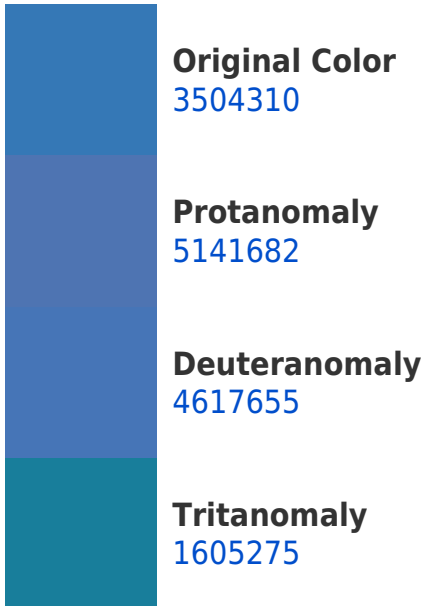 Original Color
3504310
Protanomaly
5141682
Deuteranomaly
4617655
Tritanomaly
1605275